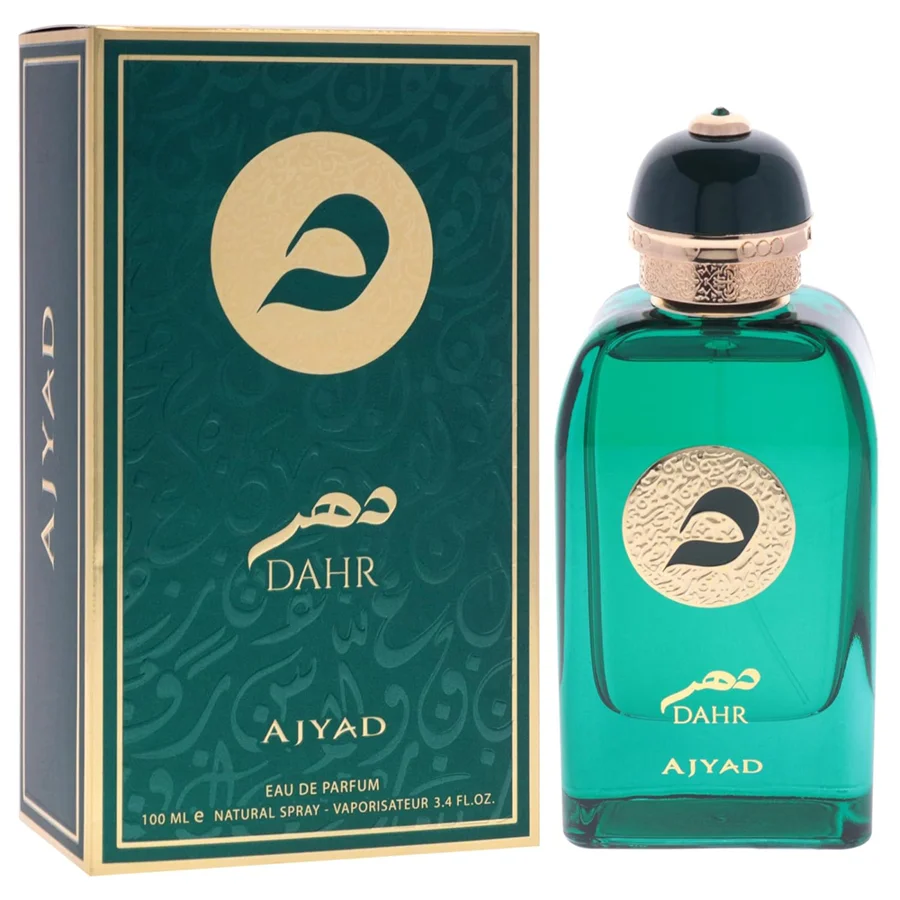 AJYAD
د
دهر
DAHR
AJYAD
EAU DE PARFUM
100 ML e NATURAL SPRAY - VAPORISATEUR 3.4 FL.OZ.
د
دهر
DAHR
AJYAD